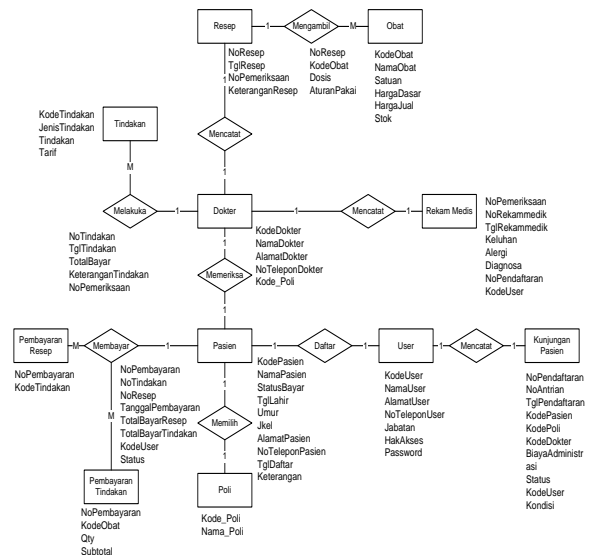 Resep
1
Mengambil
M
Obat
NoResep
TglResep
NoPemeriksaan
KeteranganResep
NoResep
KodeObat
Dosis
AturanPakai
KodeObat
NamaObat
Satuan
HargaDasar
HargaJual
Stok
1
Mencatat
1
KodeTindakan
JenisTindakan
Tindakan
Tarif
Tindakan
M
Melakuka
1
Dokter
1
Mencatat
1
Rekam Medis
NoTindakan
TglTindakan
TotalBayar
KeteranganTindakan
NoPemeriksaan
KodeDokter
NamaDokter
AlamatDokter
NoTeleponDokter
Kode_Poli
NoPemeriksaan
NoRekammedik
TglRekammedik
Keluhan
Alergi
Diagnosa
NoPendaftaran
KodeUser
1
Memeriksa
1
Pembayaran
Resep
M
Membayar
1
Pasien
1
Daftar
1
User
1
Mencatat
1
Kunjungan
Pasien
NoPembayaran
KodeTindakan
NoPembayaran
NoTindakan
NoResep
TanggalPembayaran
TotalBayarResep
TotalBayarTindakan
KodeUser
Status
M
Pembayaran
Tindakan
NoPembayaran
KodeObat
Qty
Subtotal
KodePasien
NamaPasien
StatusBayar
TglLahir
Umur
Jkel
AlamatPasien
NoTeleponPasien
TglDaftar
Keterangan
1
Memilih
1
Poli
Kode_Poli
Nama_Poli
KodeUser
NamaUser
AlamatUser
NoTeleponUser
Jabatan
HakAkses
Password
NoPendaftaran
NoAntrian
TglPendaftaran
KodePasien
KodePoli
KodeDokter
BiayaAdministr
asi
Status
KodeUser
Kondisi